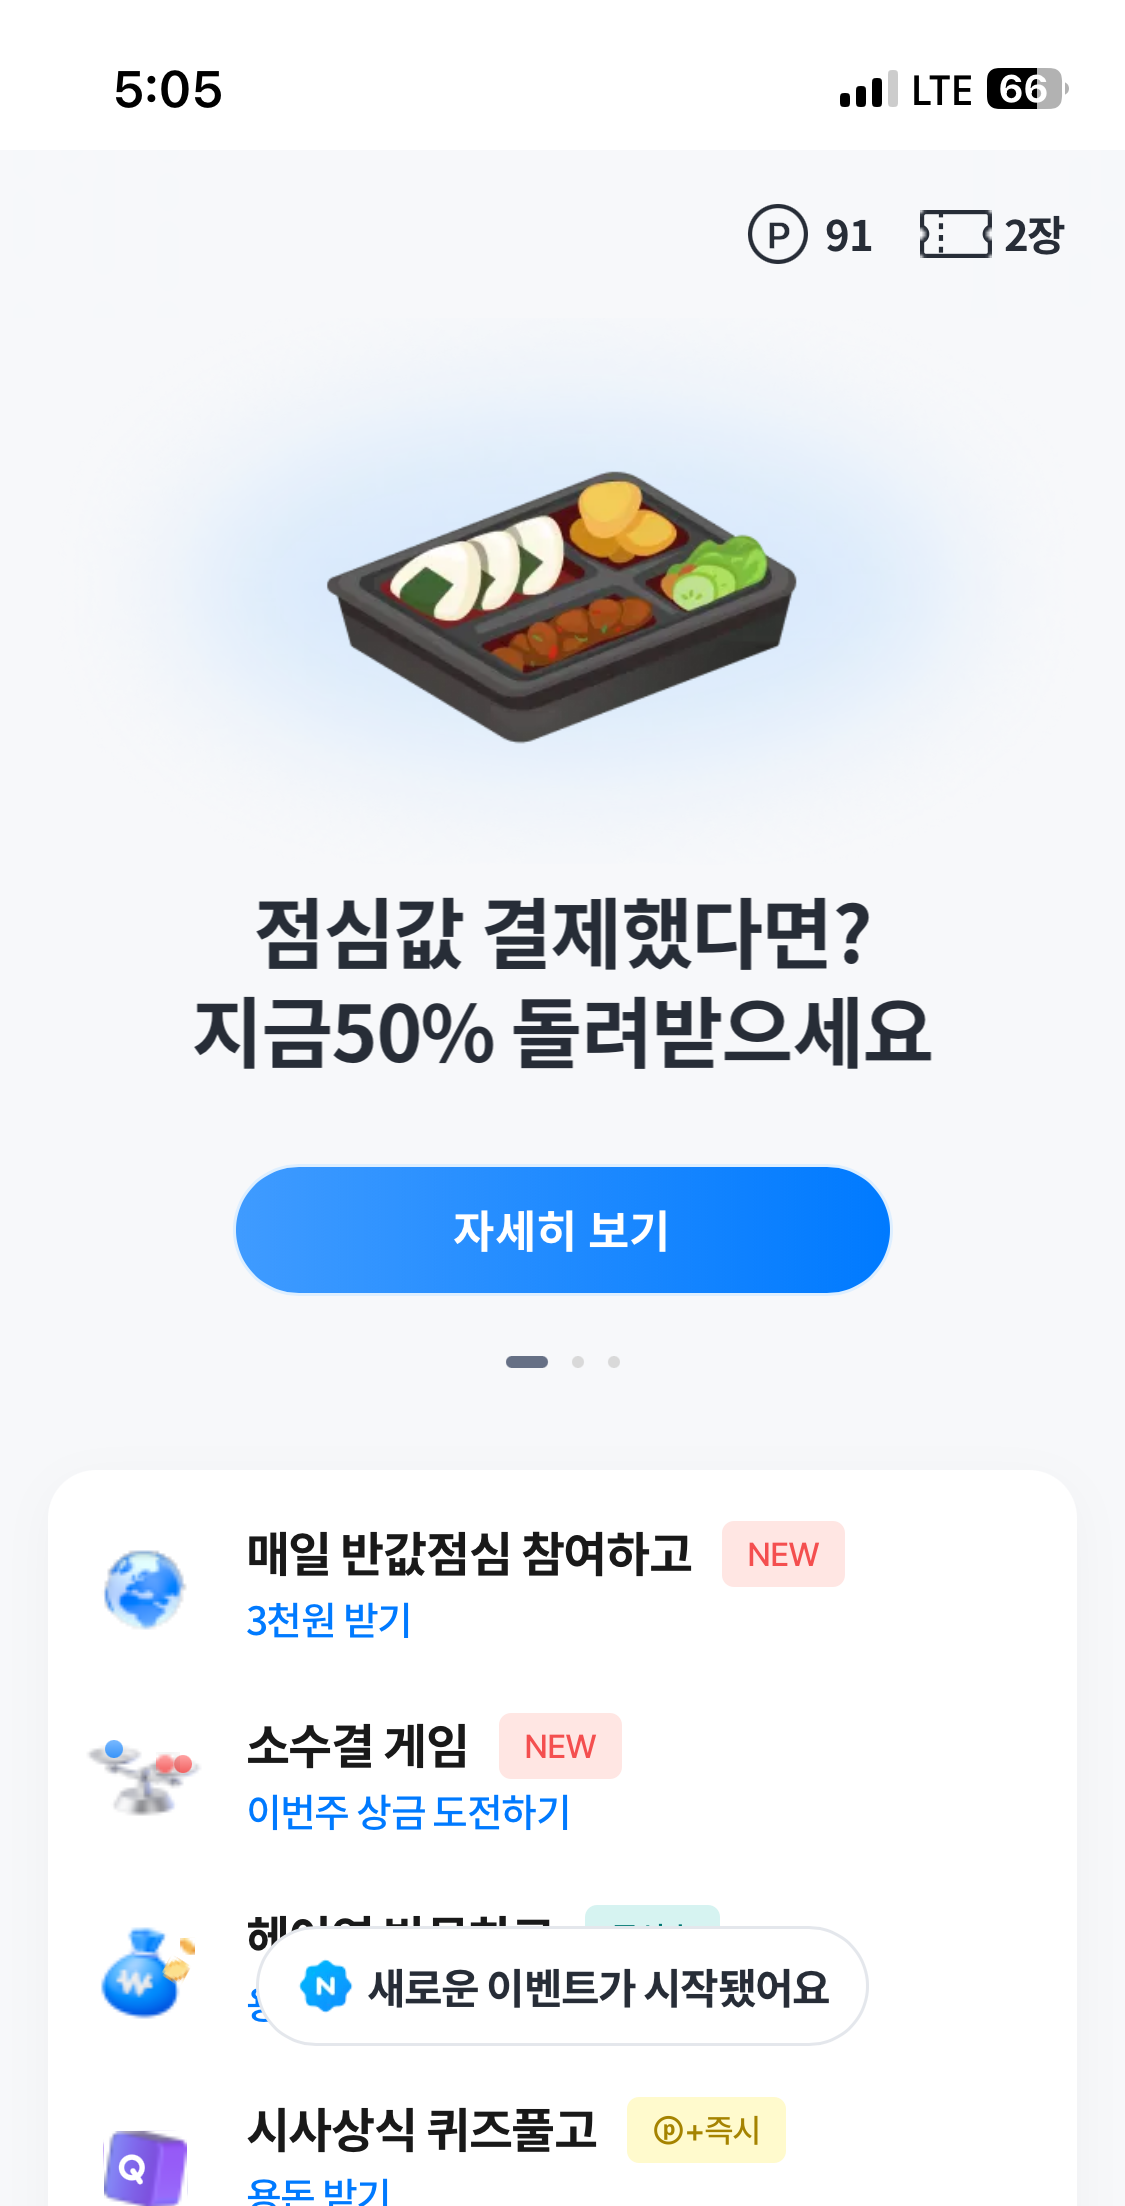 5:05 LTE 66
P 91 2장
점심값 결제했다면?
지금50% 돌려받으세요
자세히 보기
매일 반값점심 참여하고 NEW
3천원 받기
소수결 게임 NEW
이번주 상금 도전하기
W
N 새로운 이벤트가 시작됐어요
시사상식 퀴즈풀고 ⓟ+즉시
Q
용돈 받기